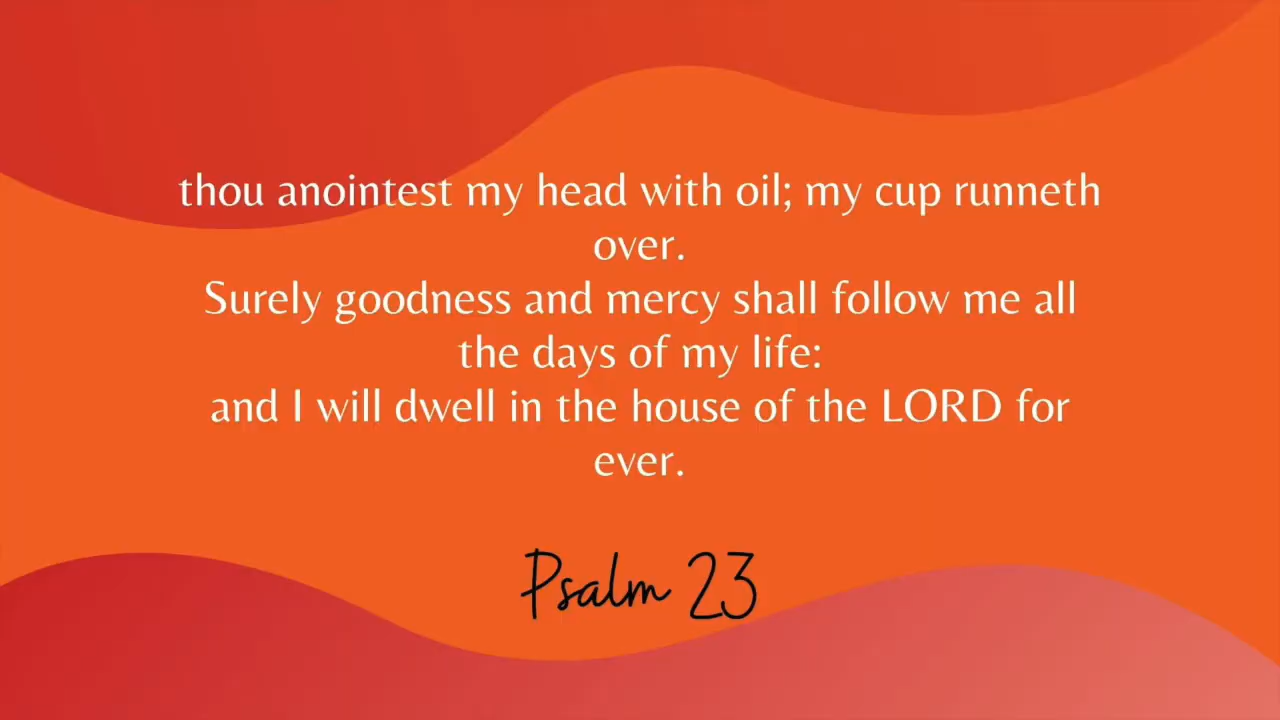 thou anointest my head with oil; my cup runneth
over.
Surely goodness and mercy shall follow me all
the days of my life:
and I will dwell in the house of the LORD for
ever.
Psalm 23